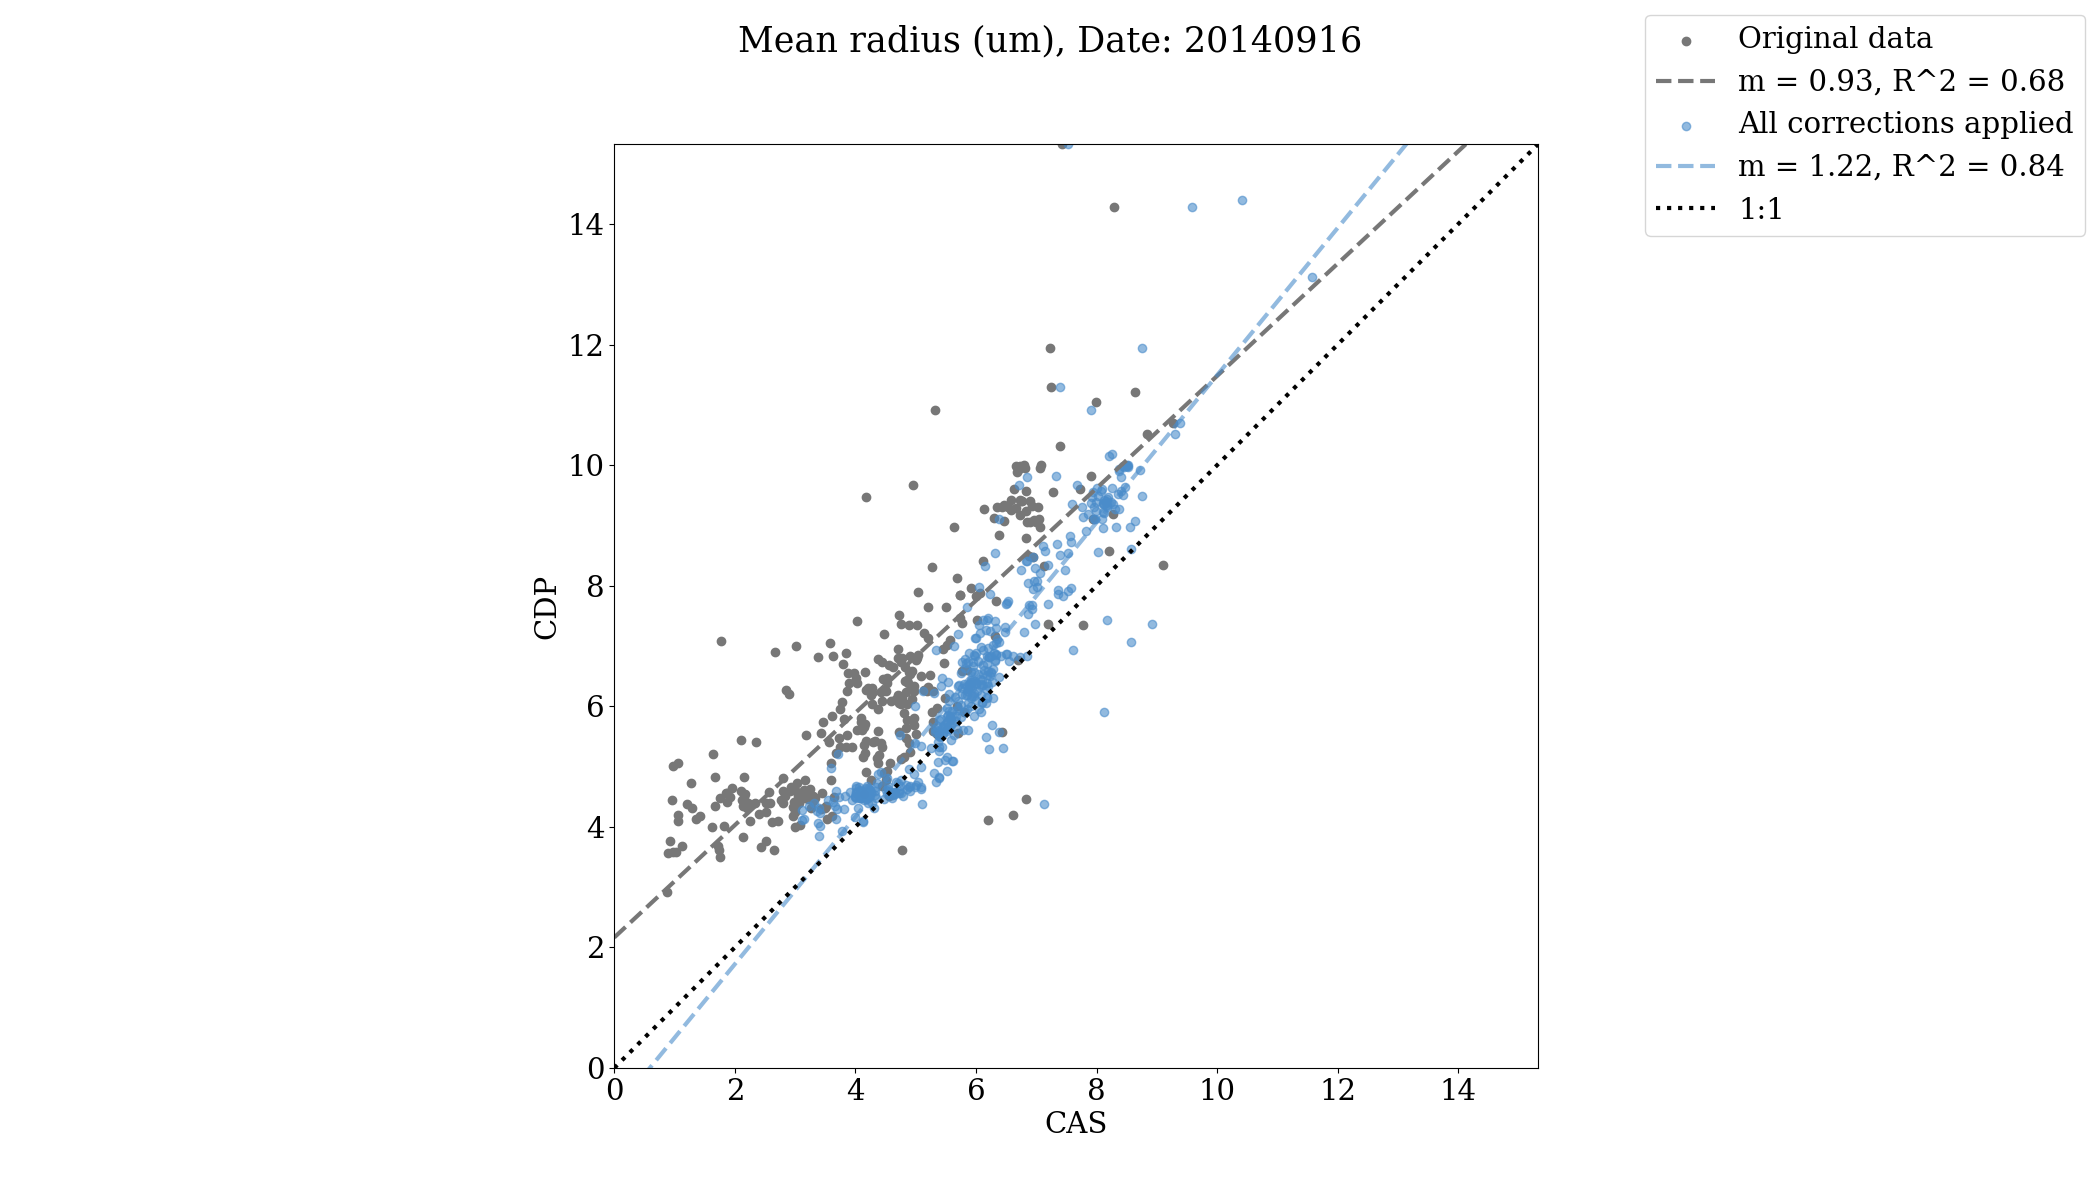 Mean radius (um), Date: 20140916
Original data
m = 0.93, R^2 = 0.68
All corrections applied
m = 1.22, R^2 = 0.84
1:1
14
12
10
8
6
4
2
0
CDP
0 2 4 6 8 10 12 14
CAS